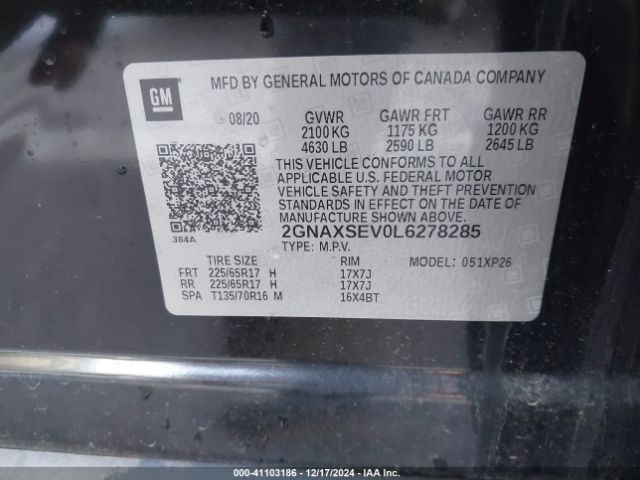 GM
MFD BY GENERAL MOTORS OF CANADA COMPANY
08/20 GVWR GAWR FRT GAWR RR
2100 KG 1175 KG 1200 KG
4630 LB 2590 LB 2645 LB
THIS VEHICLE CONFORMS TO ALL
APPLICABLE U.S. FEDERAL MOTOR
VEHICLE SAFETY AND THEFT PREVENTION
STANDARDS IN EFFECT ON THE DATE OF
MANUFACTURE SHOWN ABOVE.
2GNAXSEV0L6278285
384A
TYPE: M.P.V.
TIRE SIZE RIM MODEL: 051XP26
FRT 225/65R17 H 17X7J
RR 225/65R17 H 17X7J
SPA T135/70R16 M 16X4BT
000-41103186 - 12/17/2024 - IAA Inc.